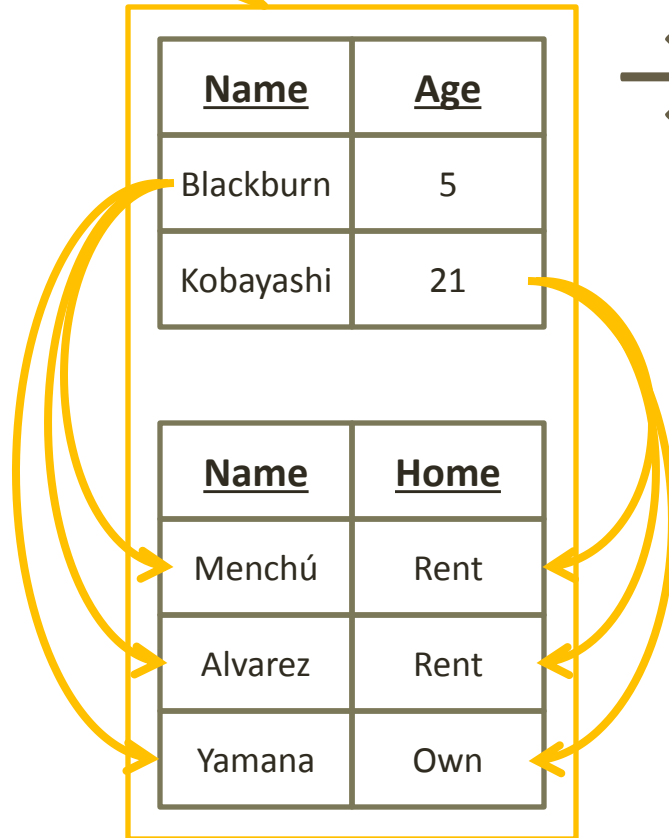 Name Age
Blackburn 5
Kobayashi 21
Name Home
Menchú Rent
Alvarez Rent
Yamana Own